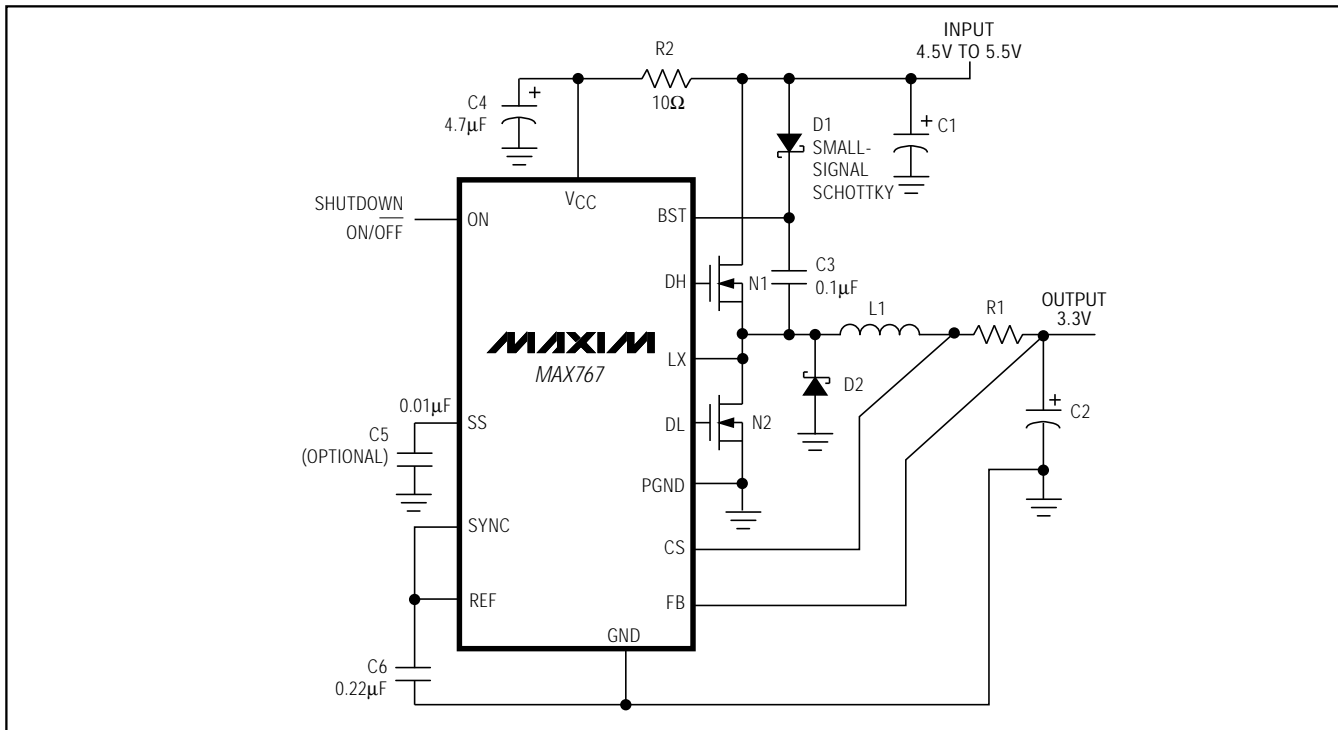 INPUT
4.5V TO 5.5V
R2
10Ω
C4
4.7µF
+
D1
SMALL-
SIGNAL
SCHOTTKY
+
C1
SHUTDOWN
ON/OFF
ON
VCC
BST
C3
0.1µF
DH
N1
L1
R1
OUTPUT
3.3V
MAXIM
MAX767
LX
D2
+
C2
0.01µF
SS
C5
(OPTIONAL)
DL
N2
PGND
SYNC
CS
REF
FB
GND
C6
0.22µF